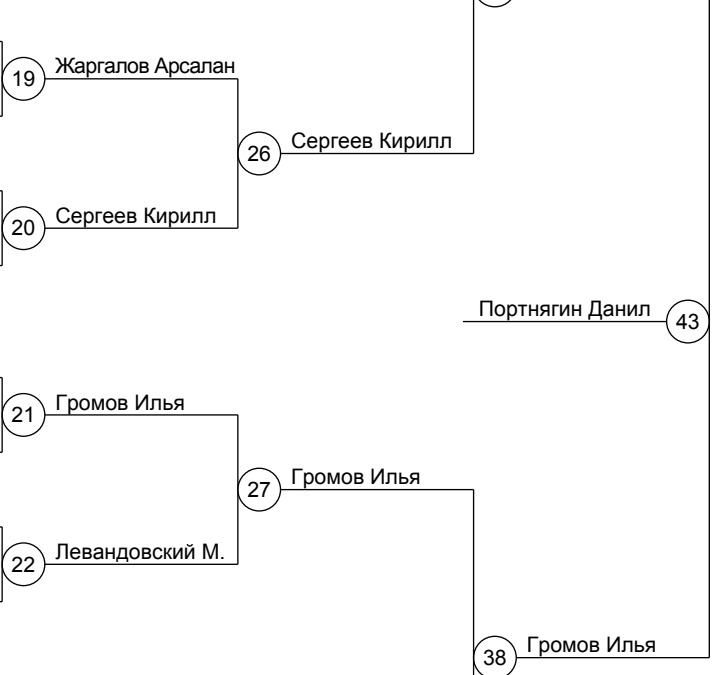 19 Жаргалов Арсалан
26 Сергеев Кирилл
20 Сергеев Кирилл
Портнягин Данил 43
21 Громов Илья
27 Громов Илья
22 Левандовский М.
38 Громов Илья